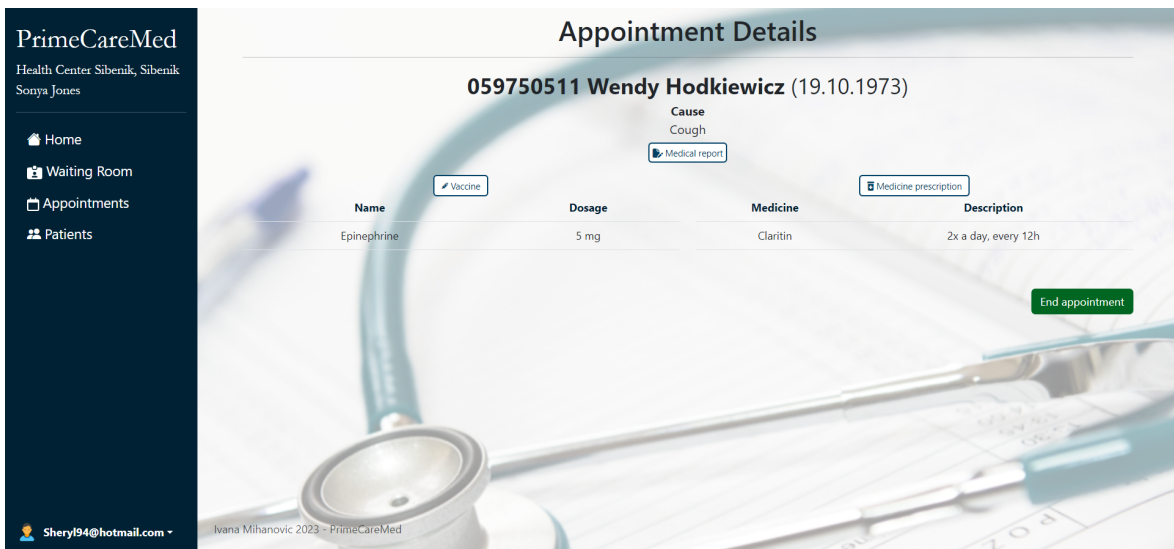 PrimeCareMed
Health Center Sibenik, Sibenik
Sonya Jones
Home
Waiting Room
Appointments
Patients
Sheryl94@hotmail.com
Appointment Details
059750511 Wendy Hodkiewicz (19.10.1973)
Cause
Cough
Medical report
Vaccine
Name Dosage
Epinephrine 5 mg
Medicine prescription
Medicine Description
Claritin 2x a day, every 12h
End appointment
Ivana Mihanovic 2023 - PrimeCareMed